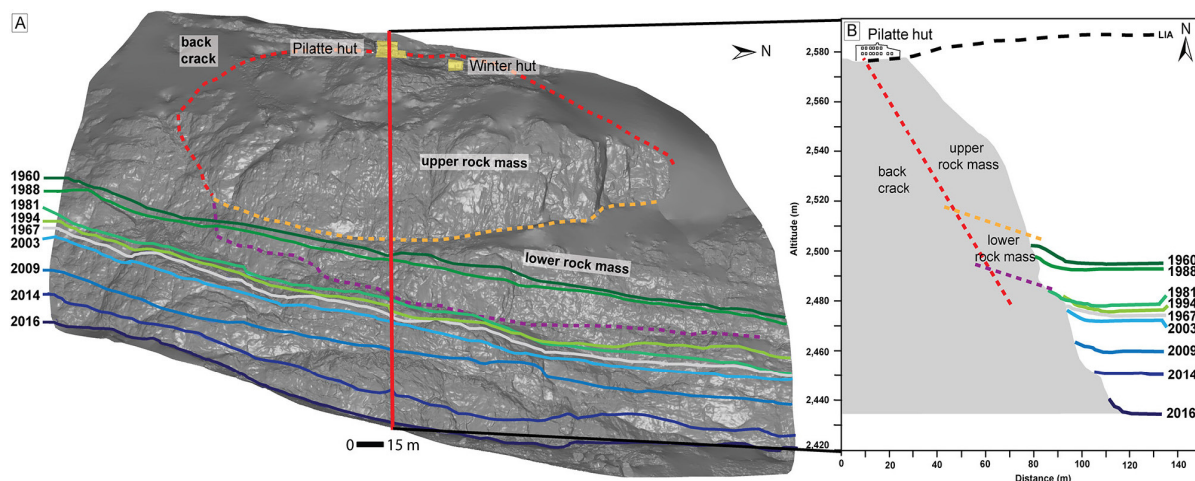 A
back
crack
Pilatte hut
Winter hut
N
upper rock mass
lower rock mass
1960
1988
1981
1994
1967
2003
2009
2014
2016
0 15 m
B
Pilatte hut
LIA
N
Altitude (m)
2,580
2,560
2,540
2,520
2,500
2,480
2,460
2,440
2,420
upper
rock mass
back
crack
lower
rock mass
1960
1988
1981
1994
1967
2003
2009
2014
2016
0 20 40 60 80 100 120 140
Distance (m)